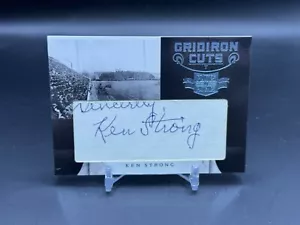 GRIDIRON
CUTS
Sincerely,
Ken Strong
KEN STRONG